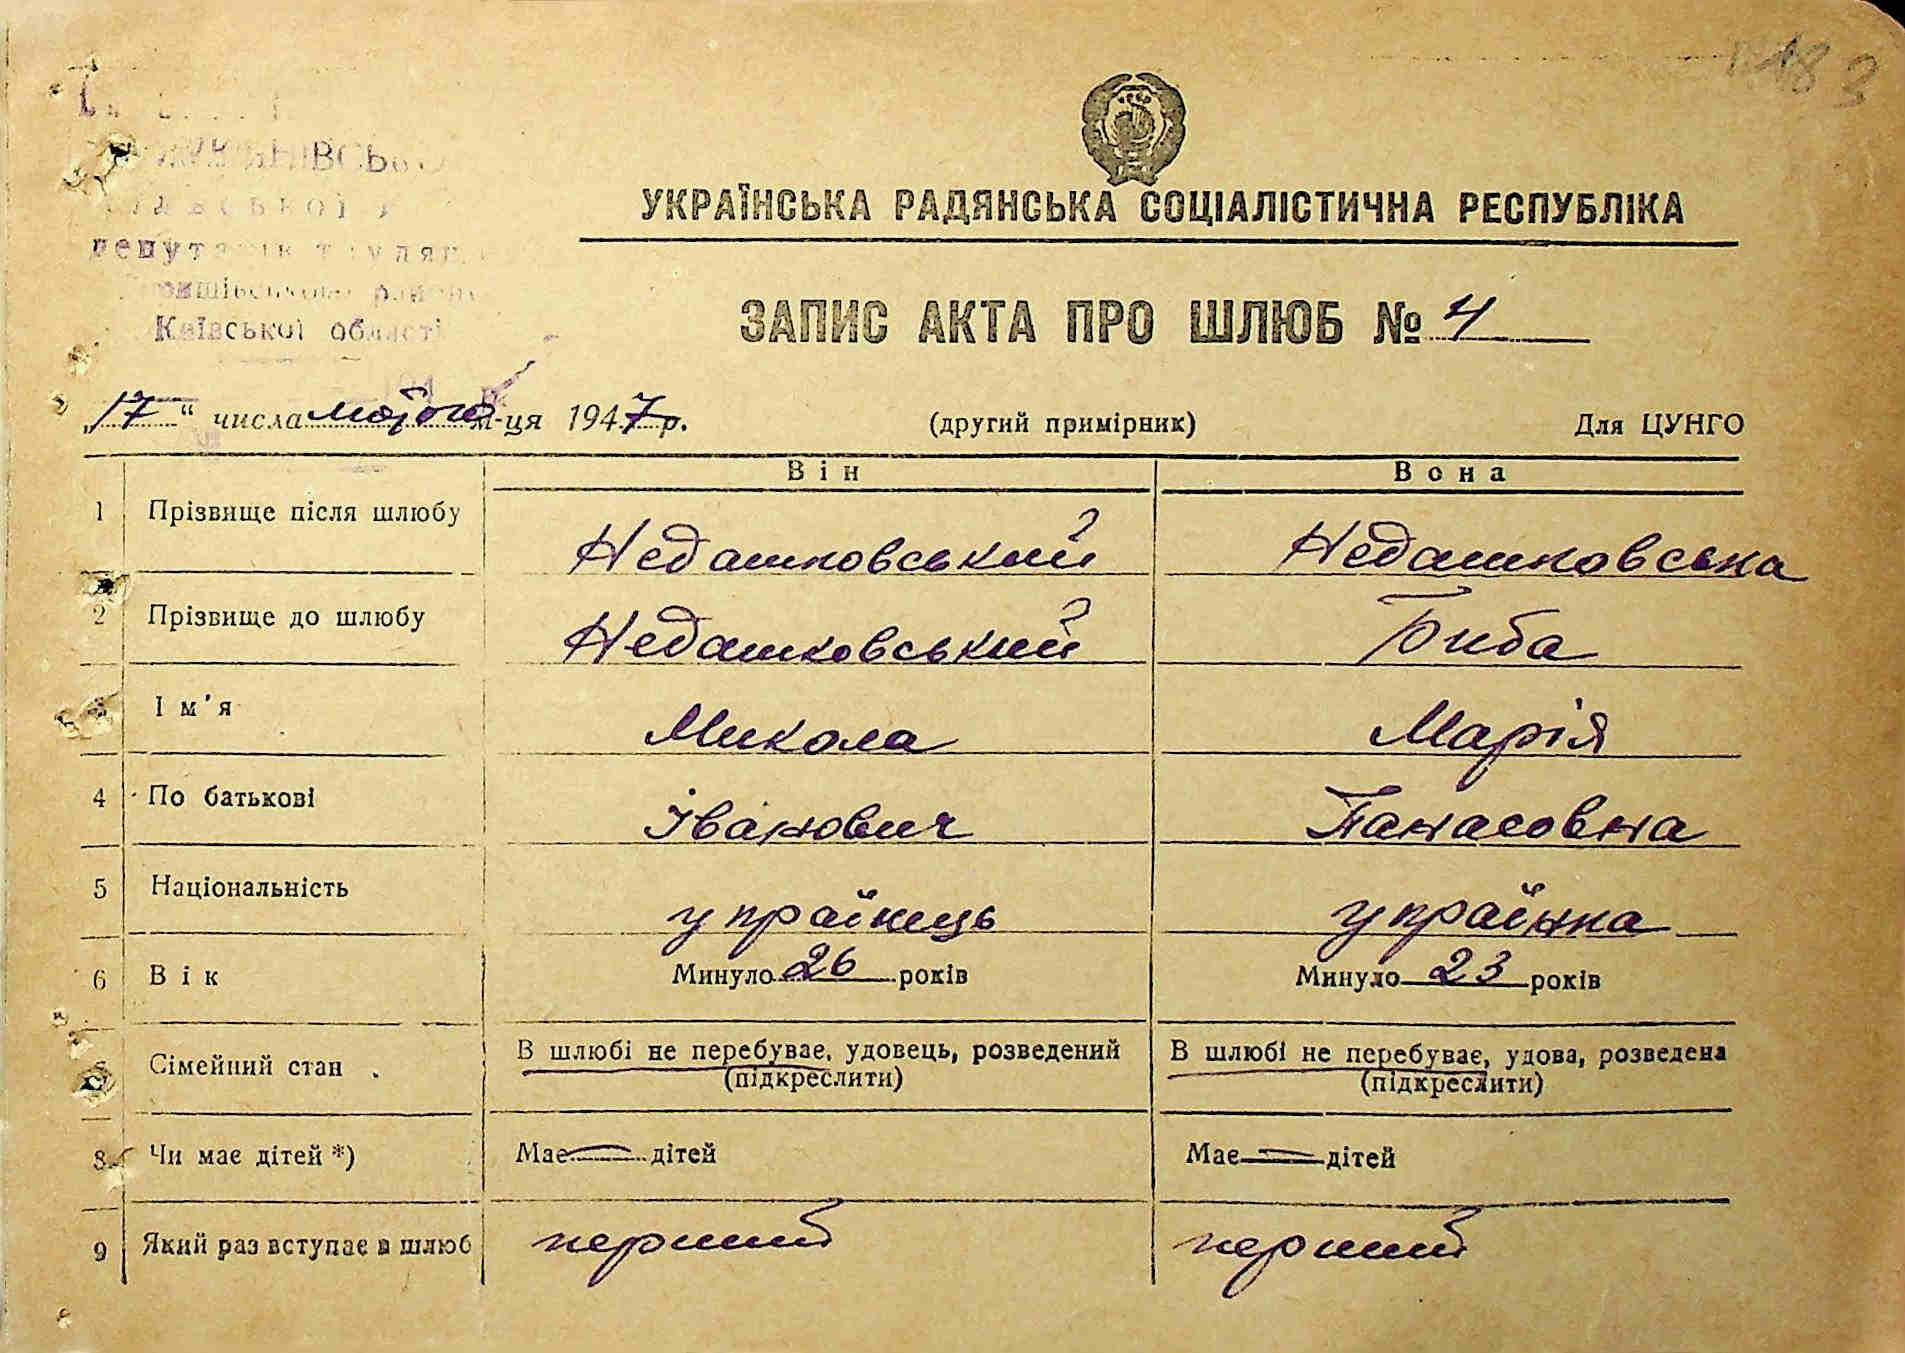 183
депутатів трудящ
району
Київської області
УКРАЇНСЬКА РАДЯНСЬКА СОЦІАЛІСТИЧНА РЕСПУБЛІКА
ЗАПИС АКТА ПРО ШЛЮБ № 4
„17“ числа м-ця 1947 р. (другий примірник) Для ЦУНГО
Він Вона
1 Прізвище після шлюбу Недашковський Недашковська
2 Прізвище до шлюбу Недашковський Биба
3 Ім'я Микола Марія
4 По батькові Іванович Панасовна
5 Національність українець українка
6 Вік Минуло 26 років Минуло 23 років
Сімейний стан В шлюбі не перебуває, удовець, розведений В шлюбі не перебуває, удова, розведена
(підкреслити) (підкреслити)
8 Чи має дітей *) Має — дітей Має — дітей
9 Який раз вступає в шлюб перший перший